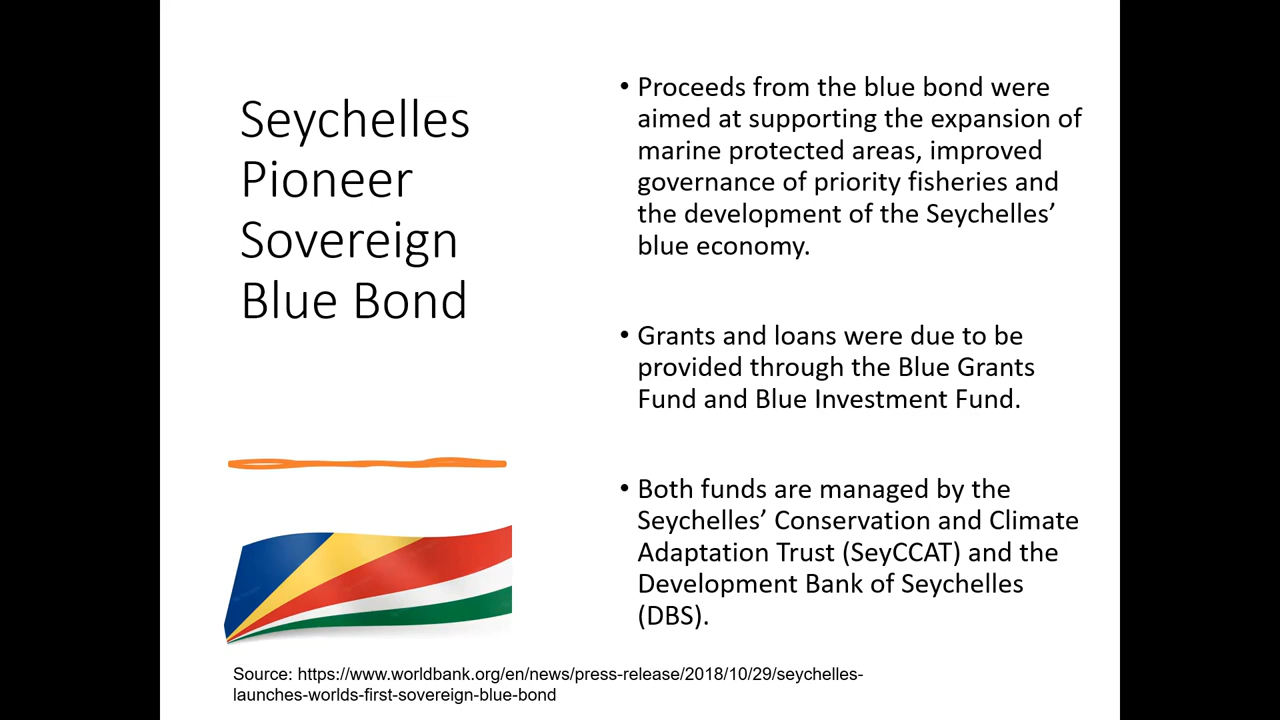 Seychelles
Pioneer
Sovereign
Blue Bond
• Proceeds from the blue bond were
aimed at supporting the expansion of
marine protected areas, improved
governance of priority fisheries and
the development of the Seychelles’
blue economy.
• Grants and loans were due to be
provided through the Blue Grants
Fund and Blue Investment Fund.
• Both funds are managed by the
Seychelles’ Conservation and Climate
Adaptation Trust (SeyCCAT) and the
Development Bank of Seychelles
(DBS).
Source: https://www.worldbank.org/en/news/press-release/2018/10/29/seychelles-
launches-worlds-first-sovereign-blue-bond